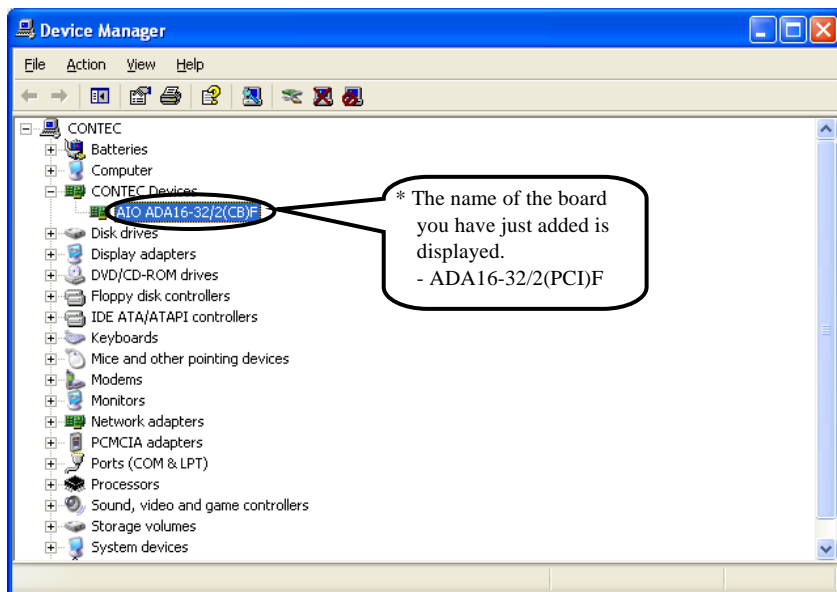 Device Manager
File Action View Help
CONTEC
Batteries
Computer
CONTEC Devices
AIO ADA16-32/2(CB)F
Disk drives
Display adapters
DVD/CD-ROM drives
Floppy disk controllers
IDE ATA/ATAPI controllers
Keyboards
Mice and other pointing devices
Modems
Monitors
Network adapters
PCMCIA adapters
Ports (COM & LPT)
Processors
Sound, video and game controllers
Storage volumes
System devices
* The name of the board
you have just added is
displayed.
- ADA16-32/2(PCI)F